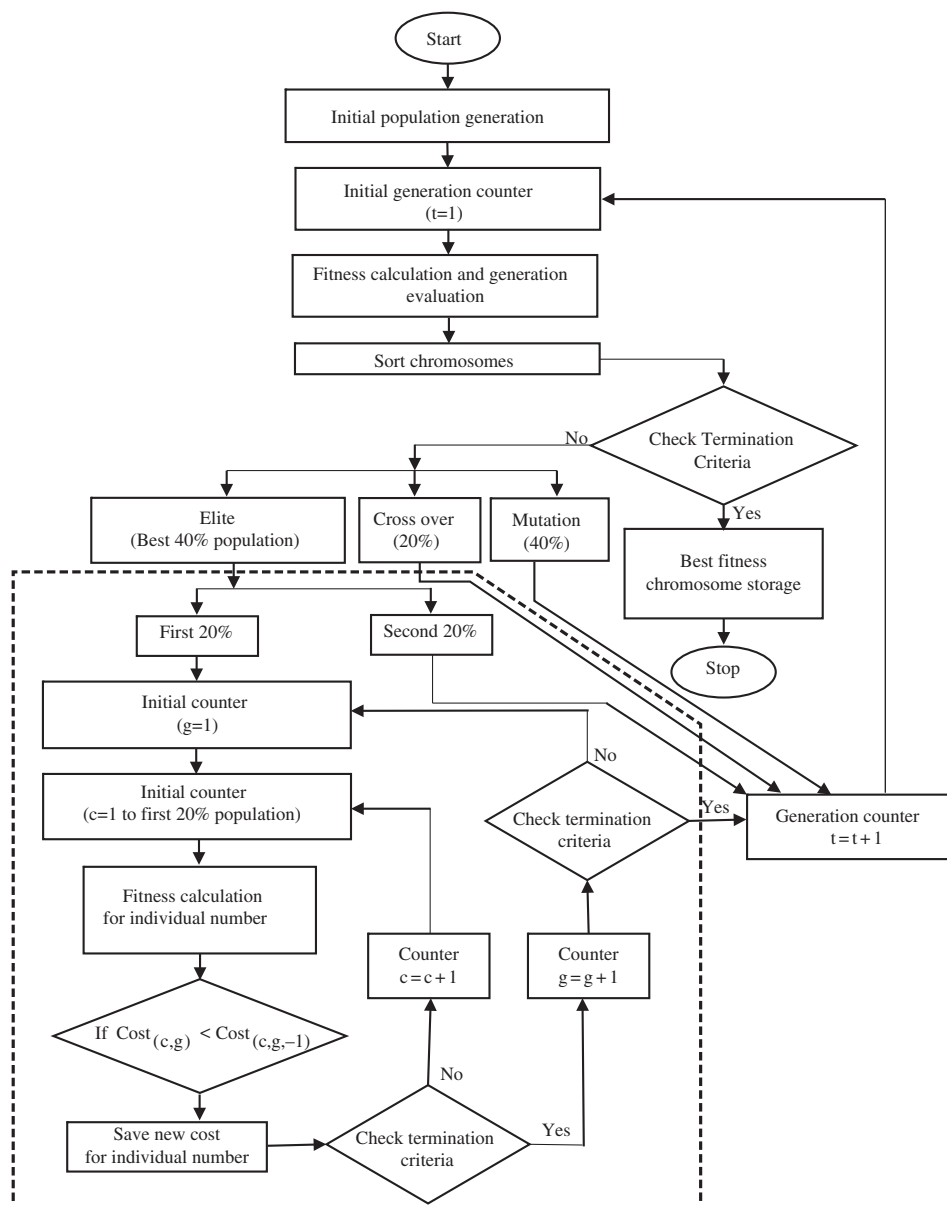 Start
Initial population generation
Initial generation counter
(t=1)
Fitness calculation and generation
evaluation
Sort chromosomes
Check Termination
Criteria
No
Yes
Elite
(Best 40% population)
Cross over
(20%)
Mutation
(40%)
Best fitness
chromosome storage
Stop
First 20%
Second 20%
Initial counter
(g=1)
Initial counter
(c=1 to first 20% population)
No
Check termination
criteria
Yes
Generation counter
t=t+1
Fitness calculation
for individual number
Counter
c=c+1
Counter
g=g+1
If Cost(c,g) < Cost(c,g,–1)
No
Save new cost
for individual number
Check termination
criteria
Yes